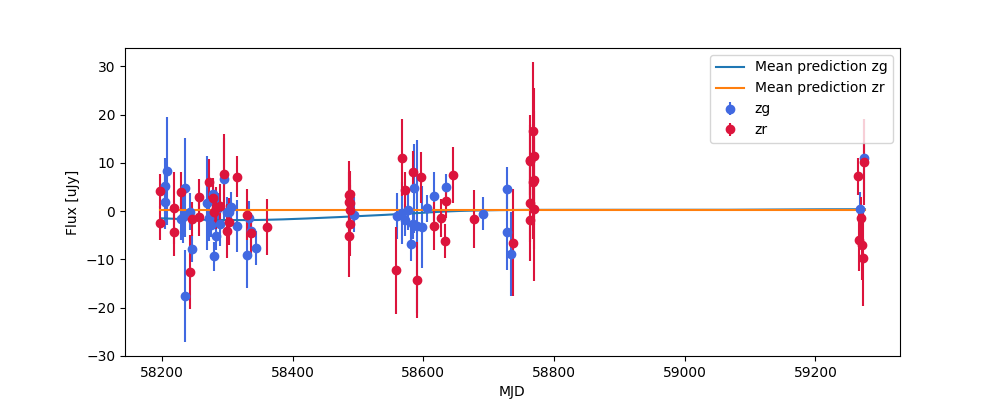 Mean prediction zg
Mean prediction zr
zg
zr
Flux [uJy]
30
20
10
0
−10
−20
−30
58200
58400
58600
58800
59000
59200
MJD